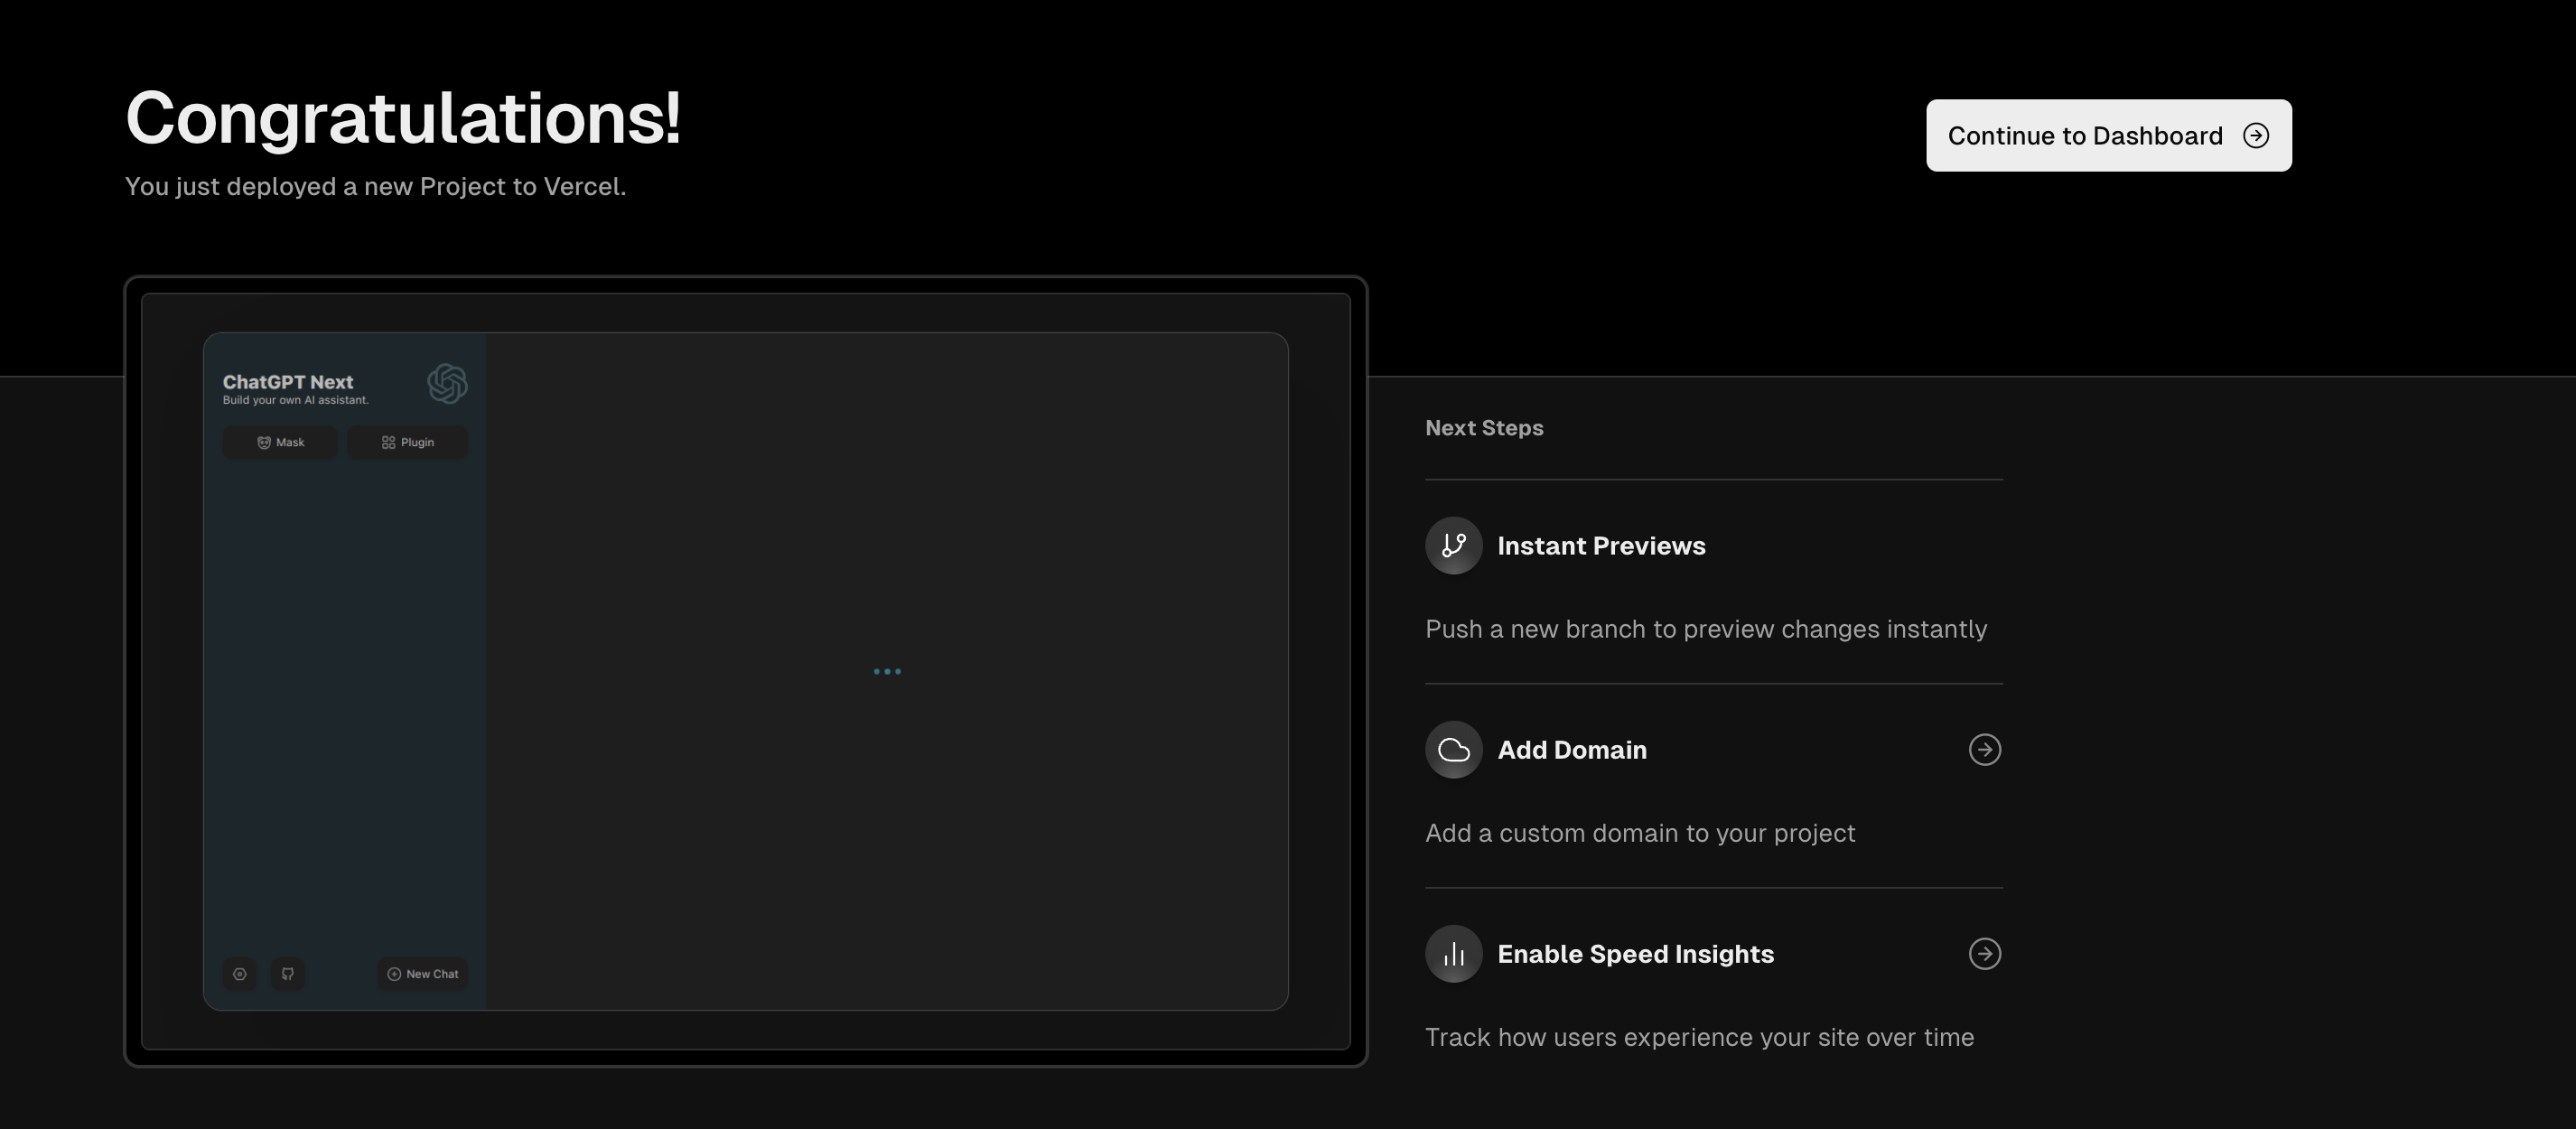 Congratulations!
You just deployed a new Project to Vercel.
Continue to Dashboard
ChatGPT Next
Build your own AI assistant.
Mask
Plugin
New Chat
Next Steps
Instant Previews
Push a new branch to preview changes instantly
Add Domain
Add a custom domain to your project
Enable Speed Insights
Track how users experience your site over time